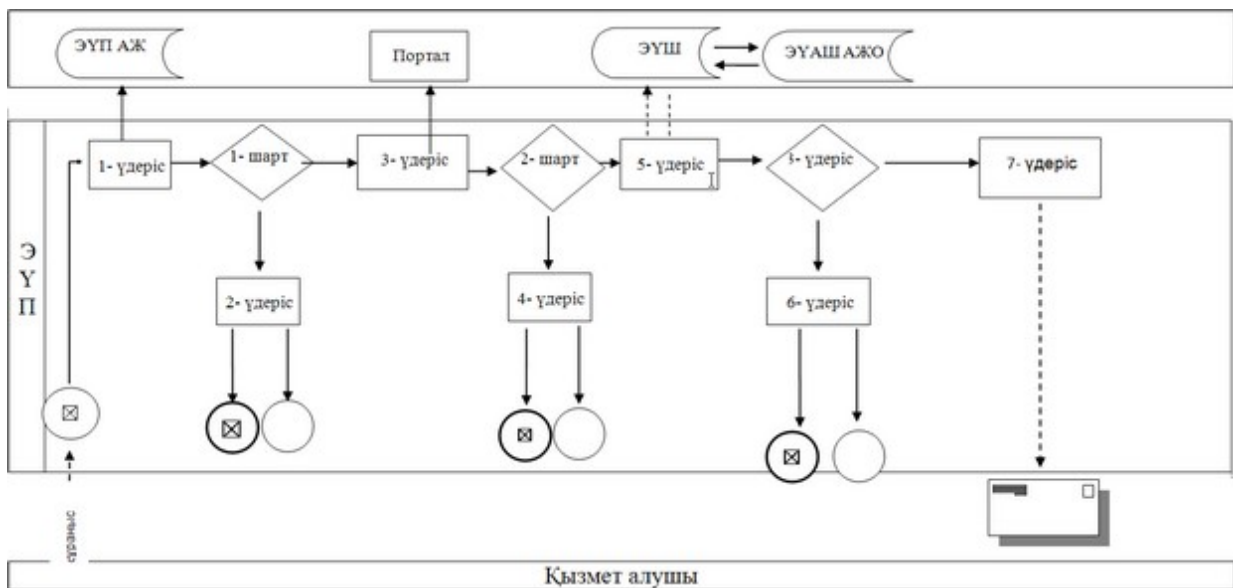 ЭҮП АЖ
Портал
ЭҮШ
ЭҮАШ АЖО
1- үдеріс
1- шарт
3- үдеріс
2- шарт
5- үдеріс
3- үдеріс
7- үдеріс
Э
Ү
П
2- үдеріс
4- үдеріс
6- үдеріс
сұраныс
Қызмет алушы